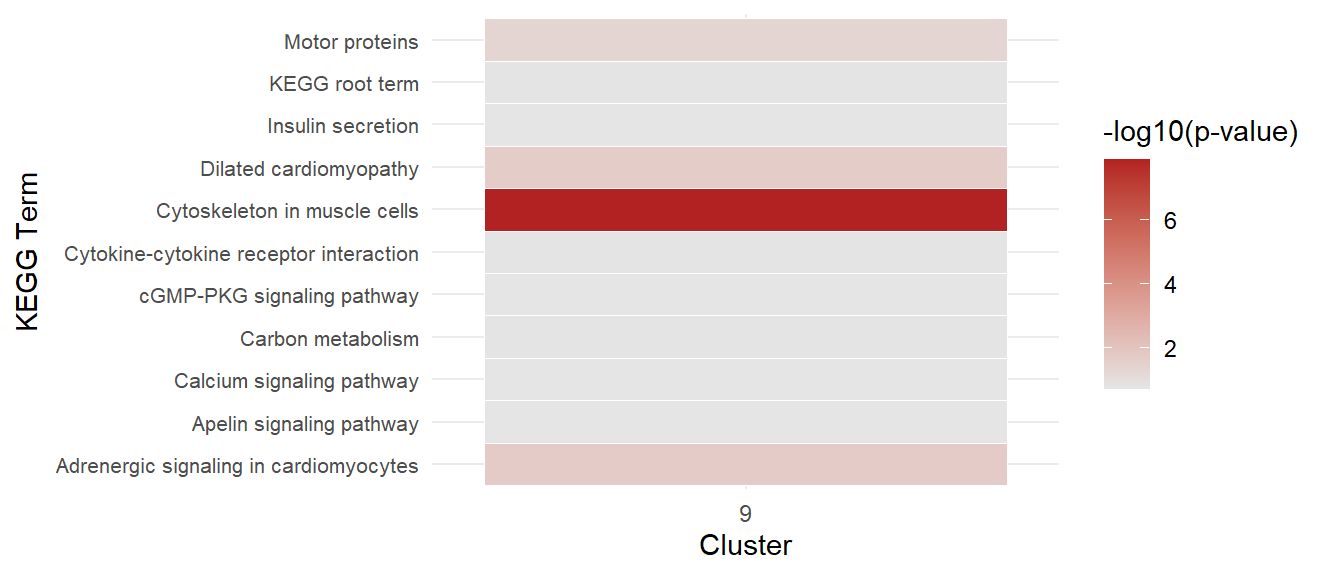 KEGG Term
Motor proteins
KEGG root term
Insulin secretion
Dilated cardiomyopathy
Cytoskeleton in muscle cells
Cytokine-cytokine receptor interaction
cGMP-PKG signaling pathway
Carbon metabolism
Calcium signaling pathway
Apelin signaling pathway
Adrenergic signaling in cardiomyocytes
9
Cluster
-log10(p-value)
6
4
2